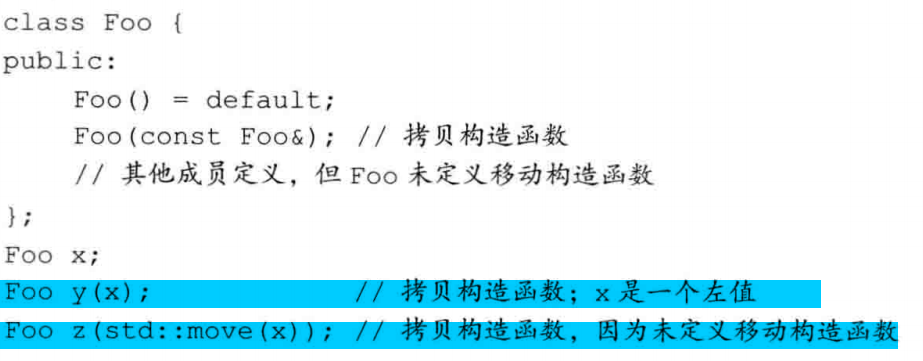 class Foo {
public:
    Foo() = default;
    Foo(const Foo&); // 拷贝构造函数
    // 其他成员定义，但 Foo 未定义移动构造函数
};
Foo x;
Foo y(x);              // 拷贝构造函数；x 是一个左值
Foo z(std::move(x)); // 拷贝构造函数，因为未定义移动构造函数